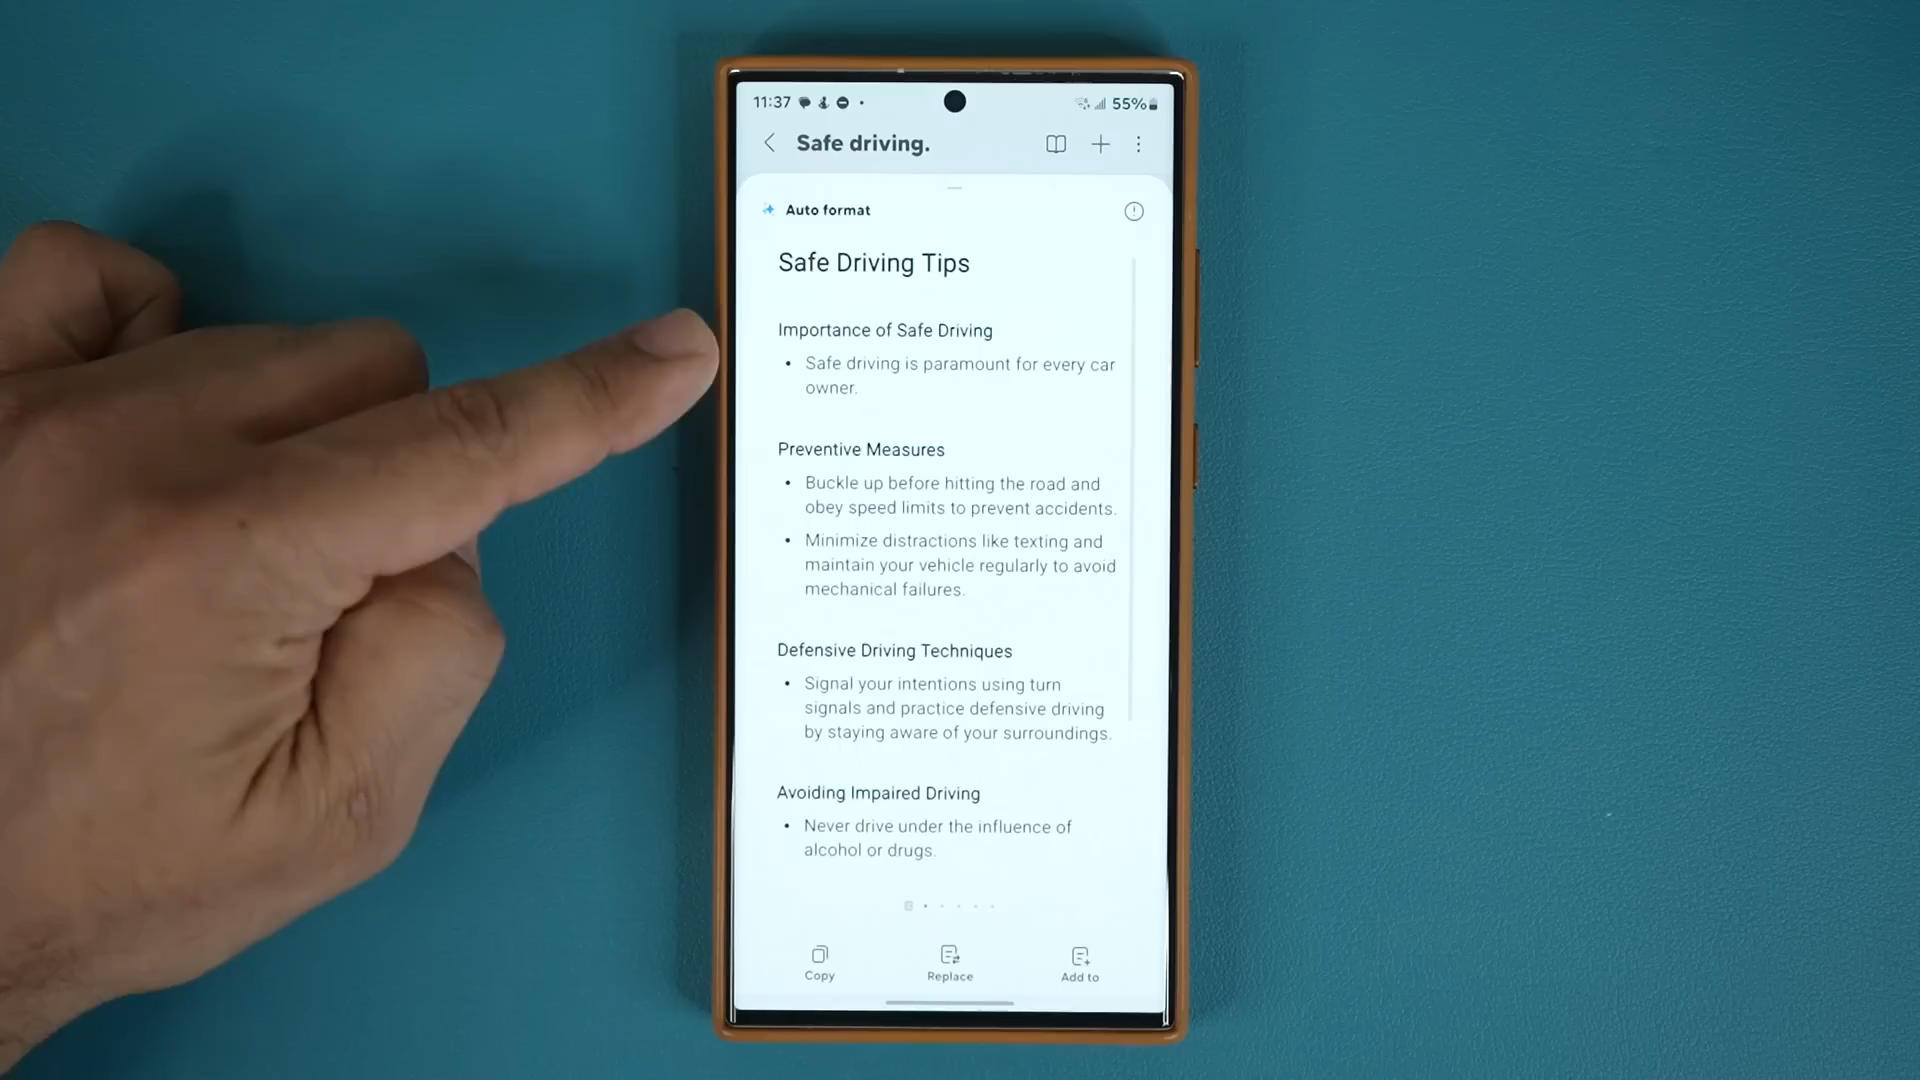 11:37
55%
Safe driving.
Auto format
Safe Driving Tips
Importance of Safe Driving
• Safe driving is paramount for every car
owner.
Preventive Measures
• Buckle up before hitting the road and
obey speed limits to prevent accidents.
• Minimize distractions like texting and
maintain your vehicle regularly to avoid
mechanical failures.
Defensive Driving Techniques
• Signal your intentions using turn
signals and practice defensive driving
by staying aware of your surroundings.
Avoiding Impaired Driving
• Never drive under the influence of
alcohol or drugs.
Copy
Replace
Add to